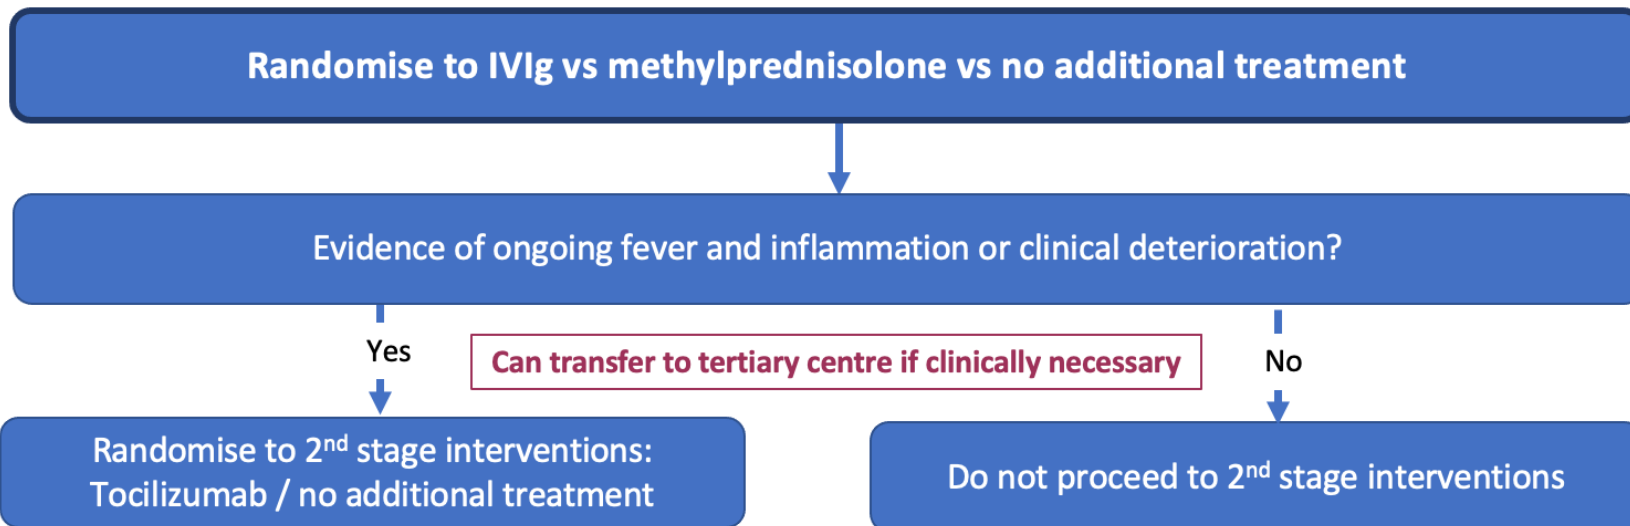 Randomise to IVIg vs methylprednisolone vs no additional treatment
Evidence of ongoing fever and inflammation or clinical deterioration?
Yes
Can transfer to tertiary centre if clinically necessary
No
Randomise to 2nd stage interventions:
Tocilizumab / no additional treatment
Do not proceed to 2nd stage interventions